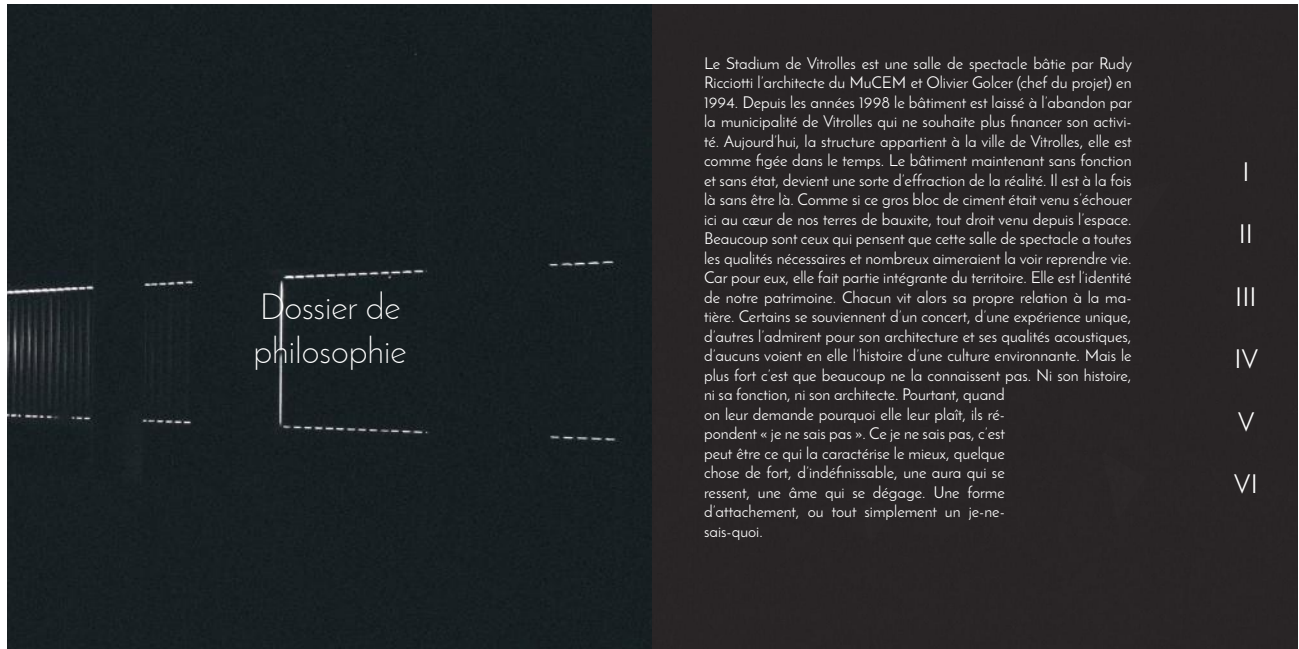 Dossier de
philosophie
Le Stadium de Vitrolles est une salle de spectacle bâtie par Rudy
Ricciotti l'architecte du MuCEM et Olivier Golcer (chef du projet) en
1994. Depuis les années 1998 le bâtiment est laissé à l'abandon par
la municipalité de Vitrolles qui ne souhaite plus financer son activi-
té. Aujourd'hui, la structure appartient à la ville de Vitrolles, elle est
comme figée dans le temps. Le bâtiment maintenant sans fonction
et sans état, devient une sorte d'effraction de la réalité. Il est à la fois
là sans être là. Comme si ce gros bloc de ciment était venu s'échouer
ici au cœur de nos terres de bauxite, tout droit venu depuis l'espace.
Beaucoup sont ceux qui pensent que cette salle de spectacle a toutes
les qualités nécessaires et nombreux aimeraient la voir reprendre vie.
Car pour eux, elle fait partie intégrante du territoire. Elle est l'identité
de notre patrimoine. Chacun vit alors sa propre relation à la ma-
tière. Certains se souviennent d'un concert, d'une expérience unique,
d'autres l'admirent pour son architecture et ses qualités acoustiques,
d'aucuns voient en elle l'histoire d'une culture environnante. Mais le
plus fort c'est que beaucoup ne la connaissent pas. Ni son histoire,
ni sa fonction, ni son architecte. Pourtant, quand
on leur demande pourquoi elle leur plaît, ils ré-
pondent « je ne sais pas ». Ce je ne sais pas, c'est
peut être ce qui la caractérise le mieux, quelque
chose de fort, d'indéfinissable, une aura qui se
ressent, une âme qui se dégage. Une forme
d'attachement, ou tout simplement un je-ne-
sais-quoi.
I
II
III
IV
V
VI